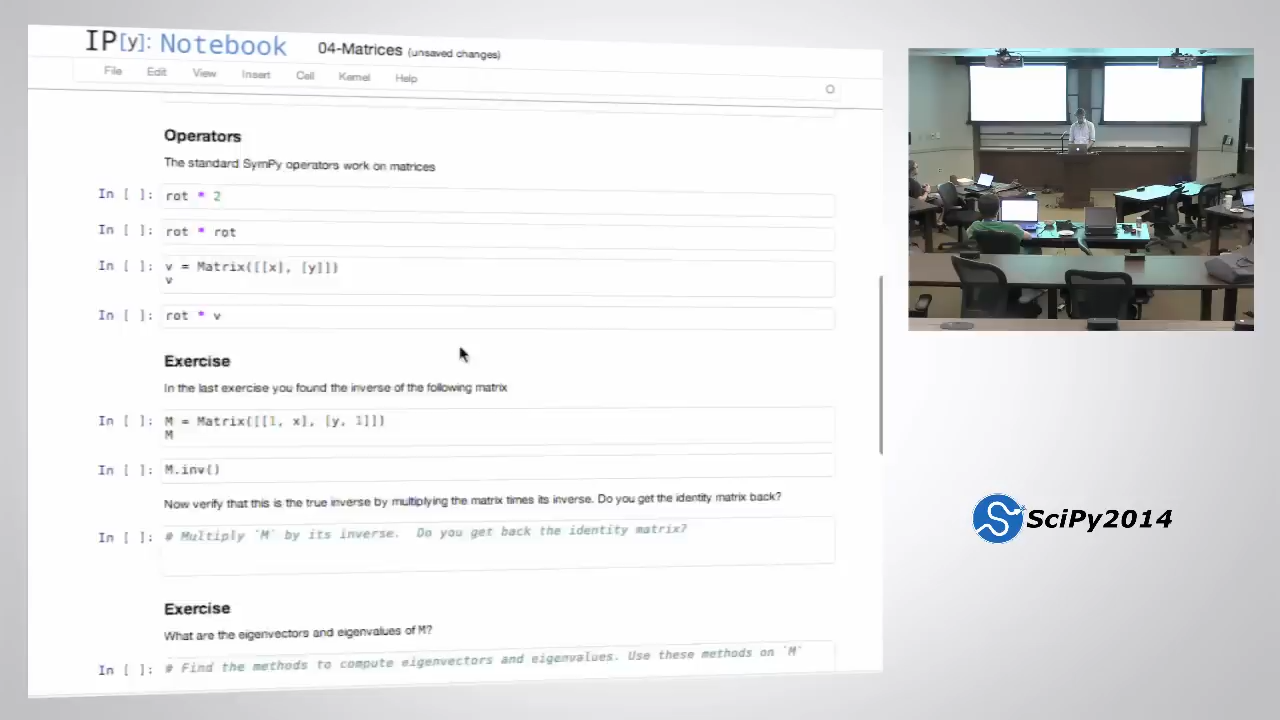 IP[y]: Notebook 04-Matrices (unsaved changes)
File Edit View Insert Cell Kernel Help
Operators
The standard SymPy operators work on matrices
In [ ]: rot * 2
In [ ]: rot * rot
In [ ]: v = Matrix([[x], [y]])
v
In [ ]: rot * v
Exercise
In the last exercise you found the inverse of the following matrix
In [ ]: M = Matrix([[1, x], [y, 1]])
M
In [ ]: M.inv()
Now verify that this is the true inverse by multiplying the matrix times its inverse. Do you get the identity matrix back?
In [ ]: # Multiply `M` by its inverse.  Do you get back the identity matrix?
Exercise
What are the eigenvectors and eigenvalues of M?
In [ ]: # Find the methods to compute eigenvectors and eigenvalues. Use these methods on `M`
SciPy2014